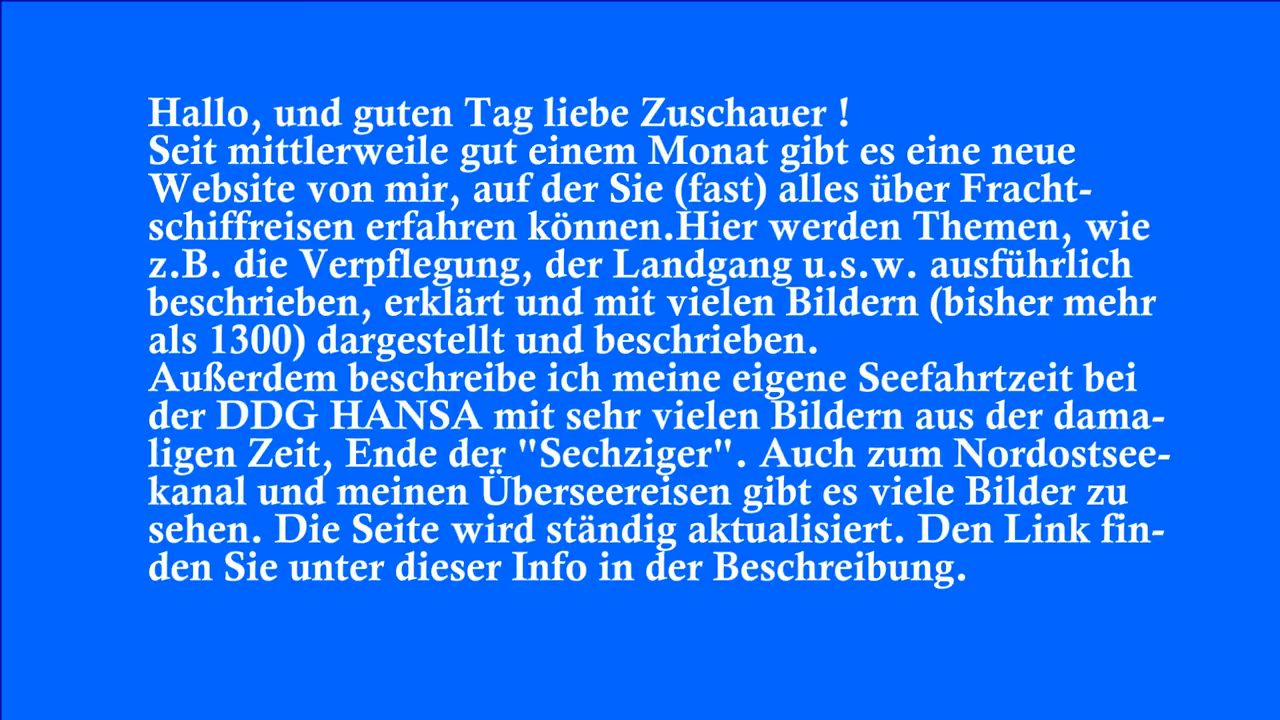 Hallo, und guten Tag liebe Zuschauer !
Seit mittlerweile gut einem Monat gibt es eine neue
Website von mir, auf der Sie (fast) alles über Fracht-
schiffreisen erfahren können.Hier werden Themen, wie
z.B. die Verpflegung, der Landgang u.s.w. ausführlich
beschrieben, erklärt und mit vielen Bildern (bisher mehr
als 1300) dargestellt und beschrieben.
Außerdem beschreibe ich meine eigene Seefahrtzeit bei
der DDG HANSA mit sehr vielen Bildern aus der dama-
ligen Zeit, Ende der "Sechziger". Auch zum Nordostsee-
kanal und meinen Überseereisen gibt es viele Bilder zu
sehen. Die Seite wird ständig aktualisiert. Den Link fin-
den Sie unter dieser Info in der Beschreibung.